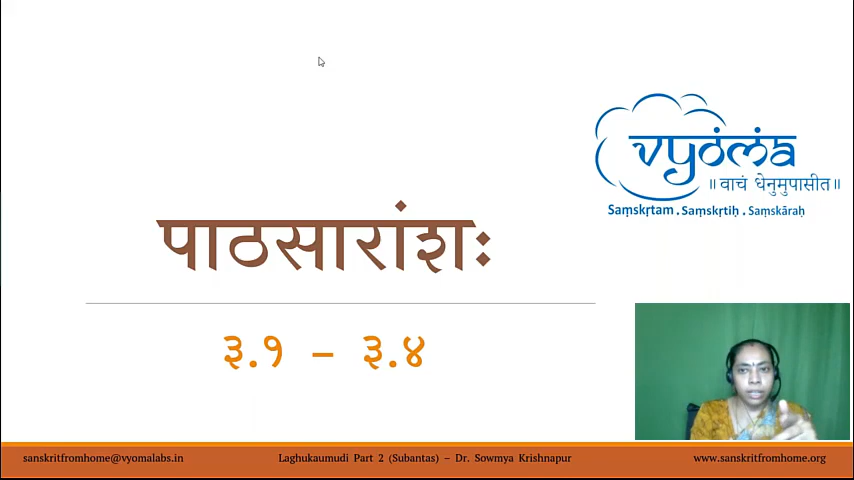 vyoma
॥ वाचं धेनुमुपासीत॥
Saṃskṛtam . Saṃskṛtiḥ . Saṃskāraḥ
पाठसारांशः
३.१ – ३.४
sanskritfromhome@vyomalabs.in
Laghukaumudi Part 2 (Subantas) – Dr. Sowmya Krishnapur
www.sanskritfromhome.org